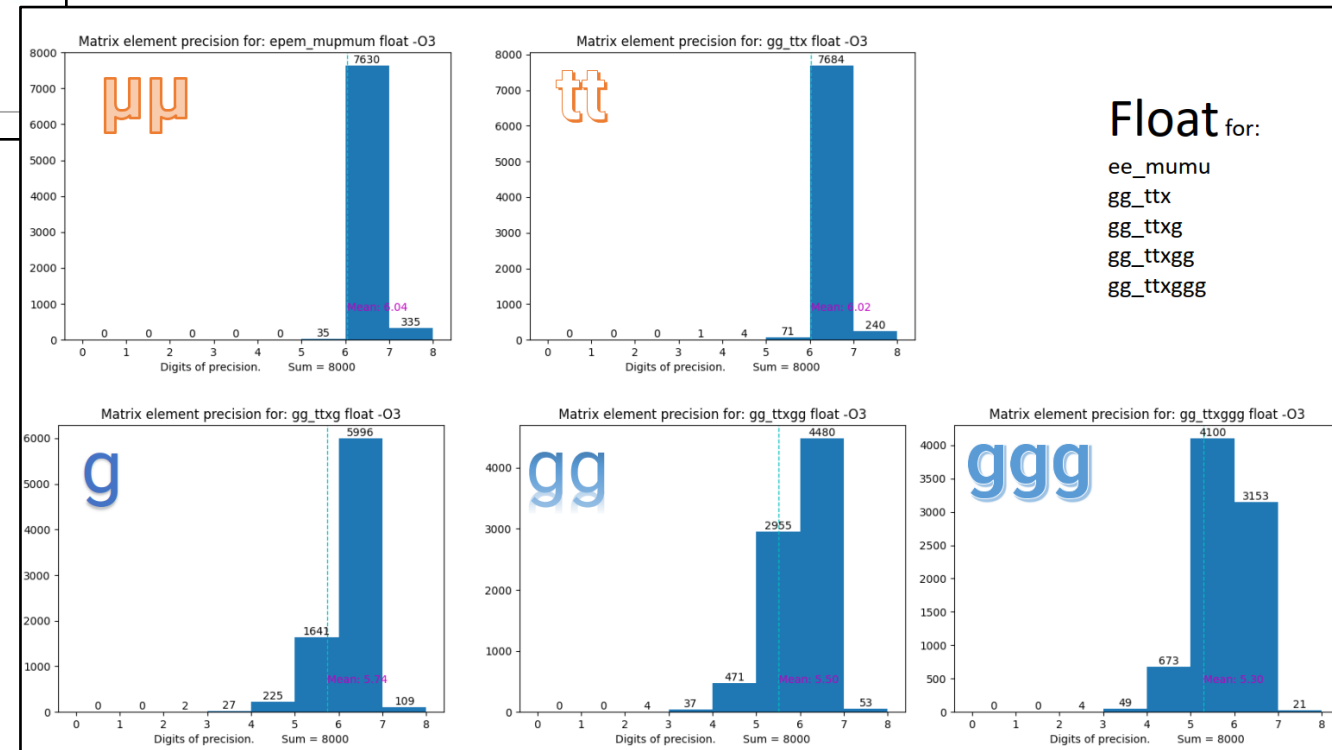 Matrix element precision for: epem_mupmum float -O3
8000
7000
6000
5000
4000
3000
2000
1000
0
μμ
0 0 0 0 0 35 7630 335
Mean: 6.04
0 1 2 3 4 5 6 7 8
Digits of precision. Sum = 8000
Matrix element precision for: gg_ttx float -O3
8000
7000
6000
5000
4000
3000
2000
1000
0
tt
0 0 0 1 4 71 7684 240
Mean: 6.02
0 1 2 3 4 5 6 7 8
Digits of precision. Sum = 8000
Float for:
ee_mumu
gg_ttx
gg_ttxg
gg_ttxgg
gg_ttxggg
Matrix element precision for: gg_ttxg float -O3
6000
5000
4000
3000
2000
1000
0
g
0 0 2 27 225 1641 5996 109
Mean: 5.74
0 1 2 3 4 5 6 7 8
Digits of precision. Sum = 8000
Matrix element precision for: gg_ttxgg float -O3
4000
3000
2000
1000
0
gg
0 0 4 37 471 2955 4480 53
Mean: 5.50
0 1 2 3 4 5 6 7 8
Digits of precision. Sum = 8000
Matrix element precision for: gg_ttxggg float -O3
4000
3500
3000
2500
2000
1500
1000
500
0
ggg
0 0 4 49 673 4100 3153 21
Mean: 5.30
0 1 2 3 4 5 6 7 8
Digits of precision. Sum = 8000